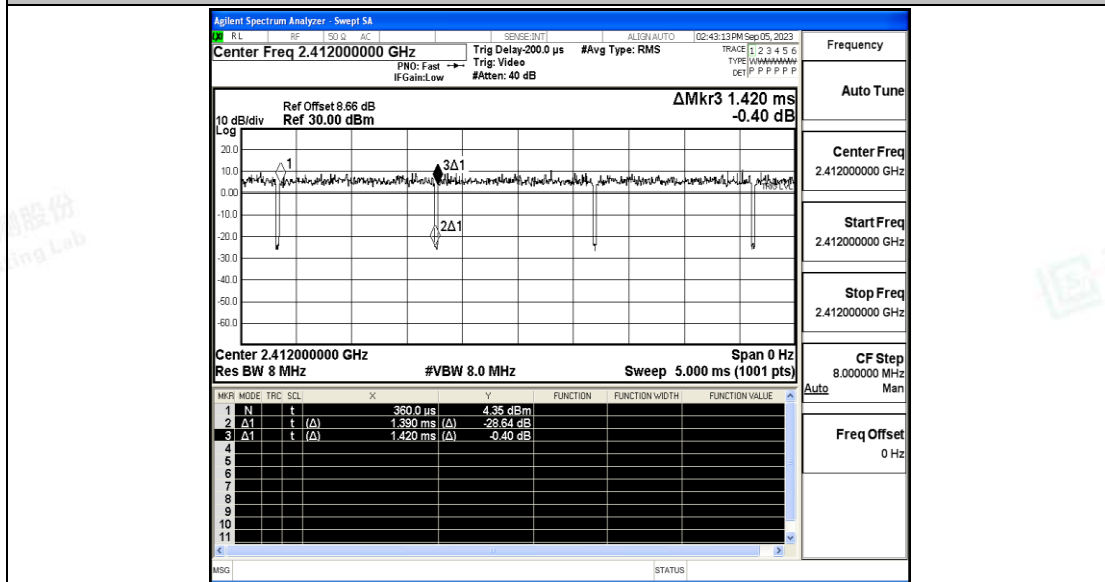 Agilent Spectrum Analyzer - Swept SA
RL RF 50 Ω AC SENSE:INT ALIGN AUTO 02:43:13 PM Sep 05, 2023
Center Freq 2.412000000 GHz
PNO: Fast
IFGain:Low
Trig Delay-200.0 µs
Trig: Video
#Atten: 40 dB
#Avg Type: RMS
TRACE 1 2 3 4 5 6
TYPE
DET P P P P P P
ΔMkr3 1.420 ms
-0.40 dB
Ref Offset 8.66 dB
10 dB/div Ref 30.00 dBm
Log
20.0
10.0
0.00
-10.0
-20.0
-30.0
-40.0
-50.0
-60.0
1
3Δ1
2Δ1
TRIG LVL
Center 2.412000000 GHz Span 0 Hz
Res BW 8 MHz #VBW 8.0 MHz Sweep 5.000 ms (1001 pts)
MKR MODE TRC SCL X Y FUNCTION FUNCTION WIDTH FUNCTION VALUE
1 N t 360.0 µs 4.35 dBm
2 Δ1 t (Δ) 1.390 ms (Δ) -28.64 dB
3 Δ1 t (Δ) 1.420 ms (Δ) -0.40 dB
4
5
6
7
8
9
10
11
MSG STATUS
Frequency
Auto Tune
Center Freq
2.412000000 GHz
Start Freq
2.412000000 GHz
Stop Freq
2.412000000 GHz
CF Step
8.000000 MHz
Auto Man
Freq Offset
0 Hz
股份
Lab